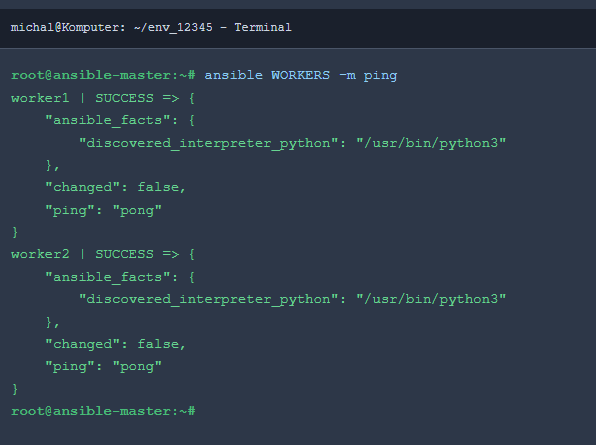 michal@Komputer: ~/env_12345 - Terminal
root@ansible-master:~# ansible WORKERS -m ping
worker1 | SUCCESS => {
    "ansible_facts": {
        "discovered_interpreter_python": "/usr/bin/python3"
    },
    "changed": false,
    "ping": "pong"
}
worker2 | SUCCESS => {
    "ansible_facts": {
        "discovered_interpreter_python": "/usr/bin/python3"
    },
    "changed": false,
    "ping": "pong"
}
root@ansible-master:~#